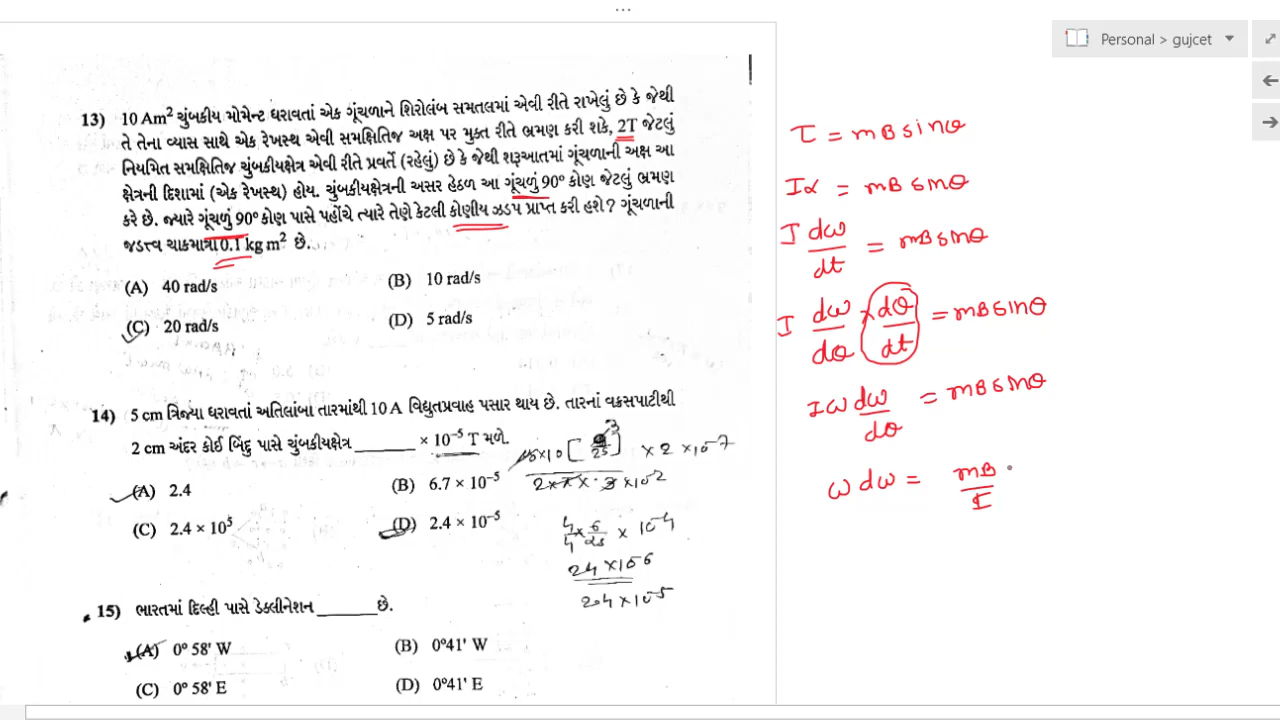 Personal > gujcet
13) 10 Am² ચુંબકીય મોમેન્ટ ધરાવતાં એક ગૂંચળાને શિરોલંબ સમતલમાં એવી રીતે રાખેલું છે કે જેથી
તે તેના વ્યાસ સાથે એક રેખસ્થ એવી સમક્ષિતિજ અક્ષ પર મુક્ત રીતે ભ્રમણ કરી શકે, 2T જેટલું
નિયમિત સમક્ષિતિજ ચુંબકીયક્ષેત્ર એવી રીતે પ્રવર્તે (રહેલું) છે કે જેથી શરૂઆતમાં ગૂંચળાની અક્ષ આ
ક્ષેત્રની દિશામાં (એક રેખસ્થ) હોય. ચુંબકીયક્ષેત્રની અસર હેઠળ આ ગૂંચળું 90° કોણ જેટલું ભ્રમણ
કરે છે. જ્યારે ગૂંચળું 90° કોણ પાસે પહોંચે ત્યારે તેણે કેટલી કોણીય ઝડપ પ્રાપ્ત કરી હશે? ગૂંચળાની
જડત્વ ચાકમાત્રા 0.1 kg m² છે.
(A) 40 rad/s (B) 10 rad/s
(C) 20 rad/s (D) 5 rad/s
14) 5 cm ત્રિજ્યા ધરાવતાં અતિલાંબા તારમાંથી 10 A વિદ્યુતપ્રવાહ પસાર થાય છે. તારનાં વક્રસપાટીથી
2 cm અંદર કોઈ બિંદુ પાસે ચુંબકીયક્ષેત્ર ______ × 10⁻⁵ T મળે.
(A) 2.4 (B) 6.7 × 10⁻⁵
(C) 2.4 × 10⁵ (D) 2.4 × 10⁻⁵
× 2 × 10⁻⁷
24 × 10⁻⁶
2.4 × 10⁻⁵
15) ભારતમાં દિલ્હી પાસે ડેક્લીનેશન ______ છે.
(A) 0° 58' W (B) 0°41' W
(C) 0° 58' E (D) 0°41' E
τ = mB sinθ
Iα = mB sinθ
I dω/dt = mB sinθ
I dω/dθ × dθ/dt = mB sinθ
Iω dω/dθ = mB sinθ
ω dω = mB/I